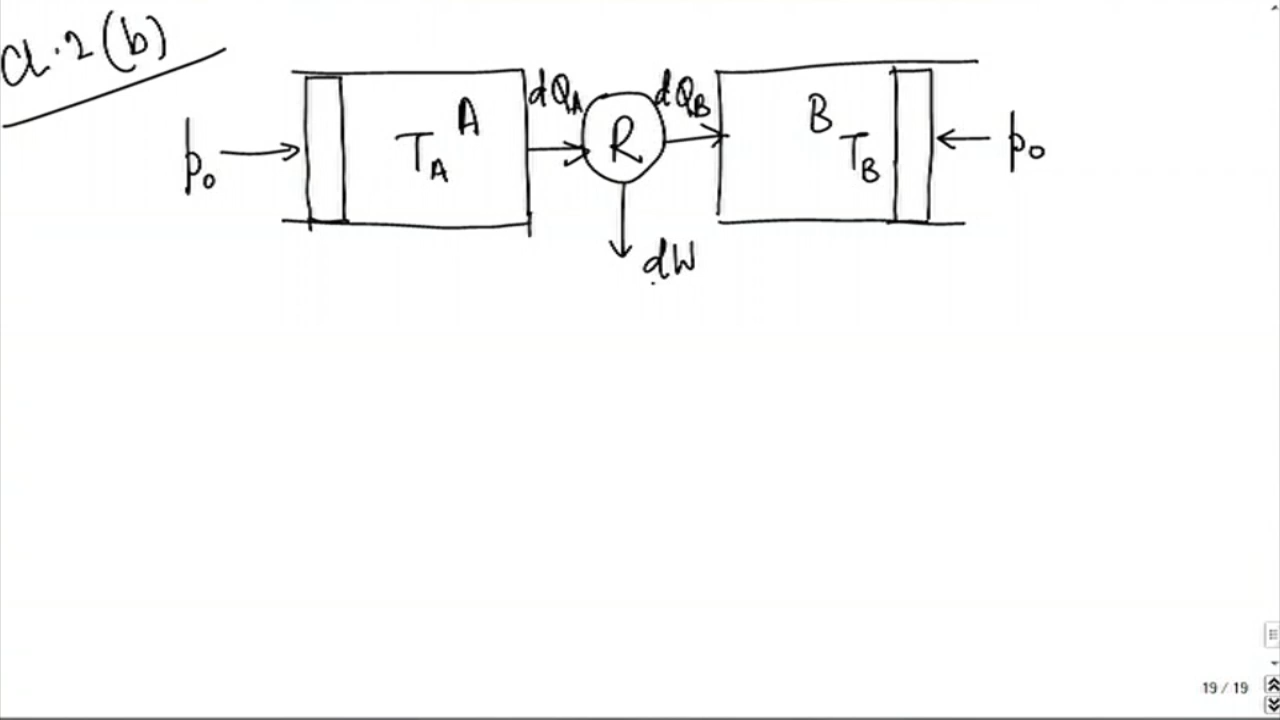 Q.2(b)
p₀ T_A A dQ_A R dQ_B B T_B p₀
dW
19 / 19